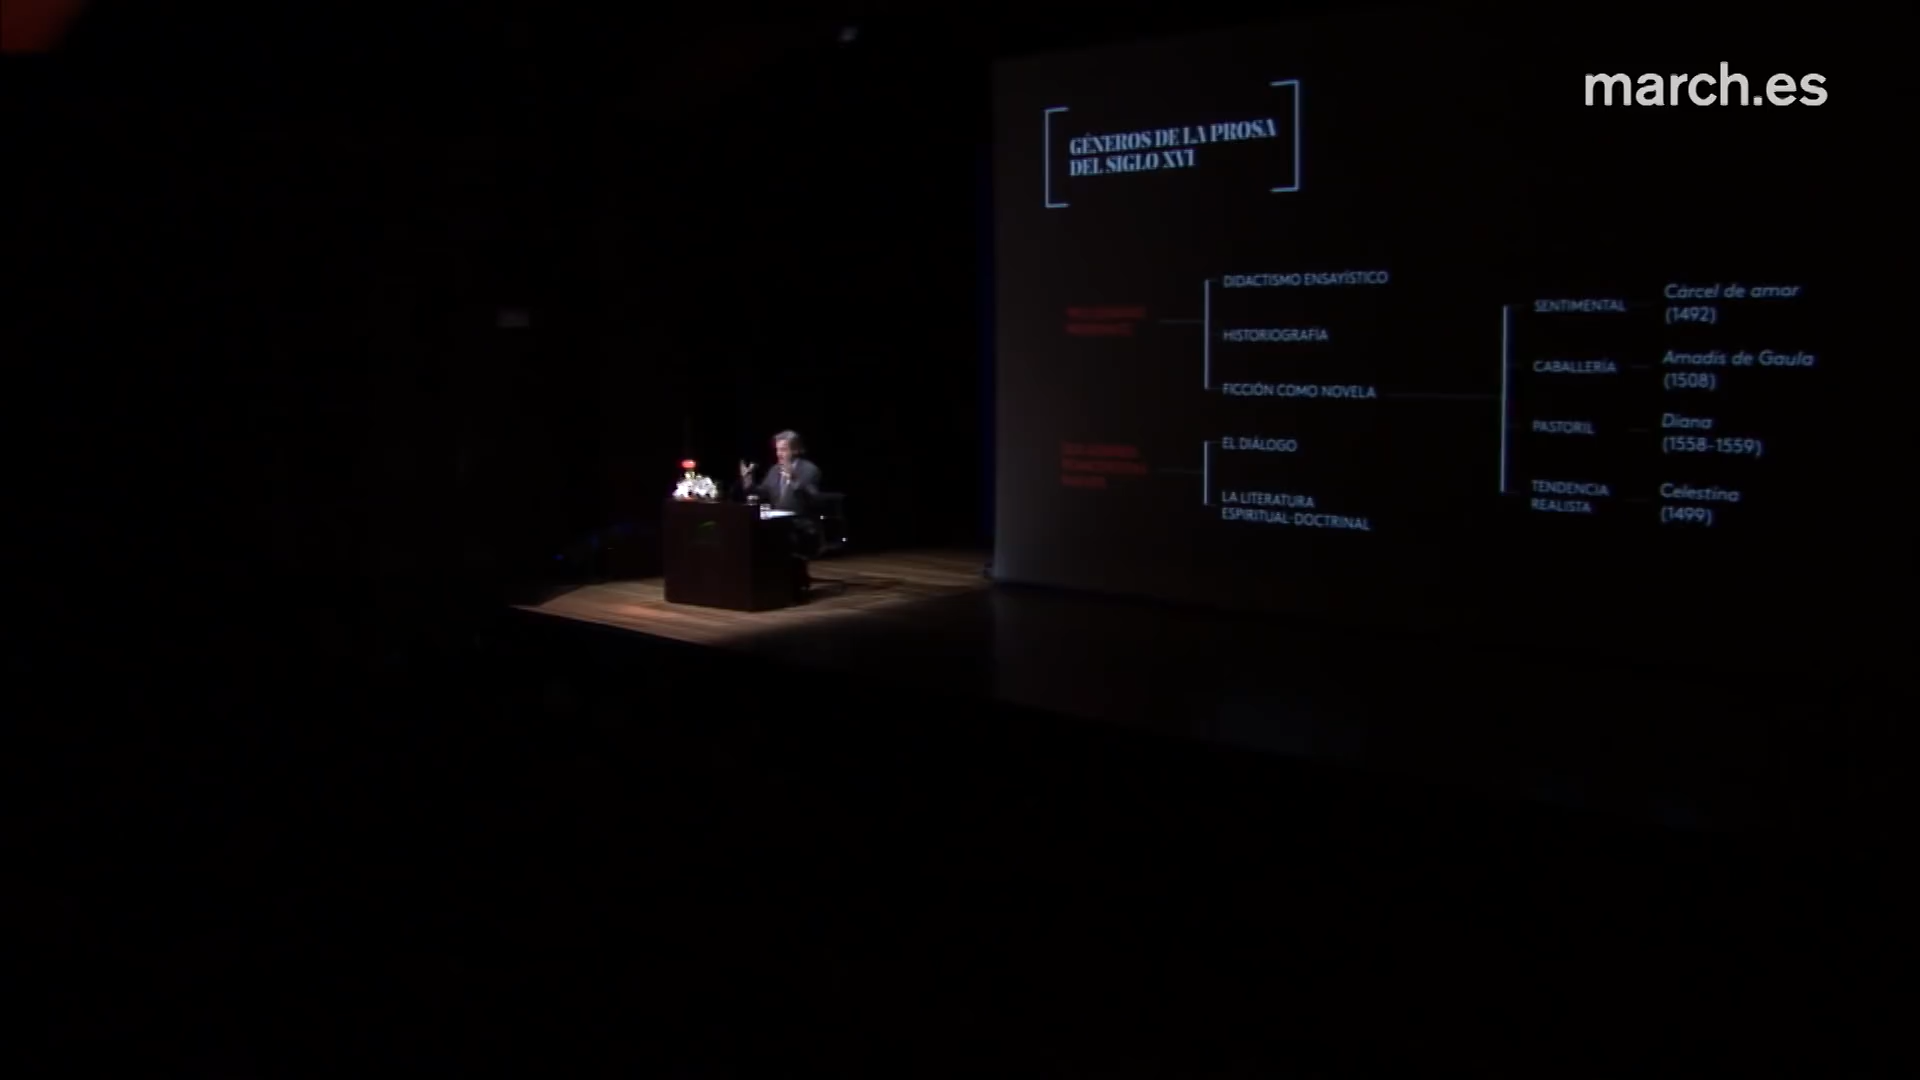 march.es
GÉNEROS DE LA PROSA
DEL SIGLO XVI
DIDACTISMO ENSAYÍSTICO
HISTORIOGRAFÍA
FICCIÓN COMO NOVELA
EL DIÁLOGO
LA LITERATURA
ESPIRITUAL-DOCTRINAL
SENTIMENTAL
Cárcel de amor
(1492)
CABALLERÍA
Amadís de Gaula
(1508)
PASTORIL
Diana
(1558-1559)
TENDENCIA
REALISTA
Celestina
(1499)